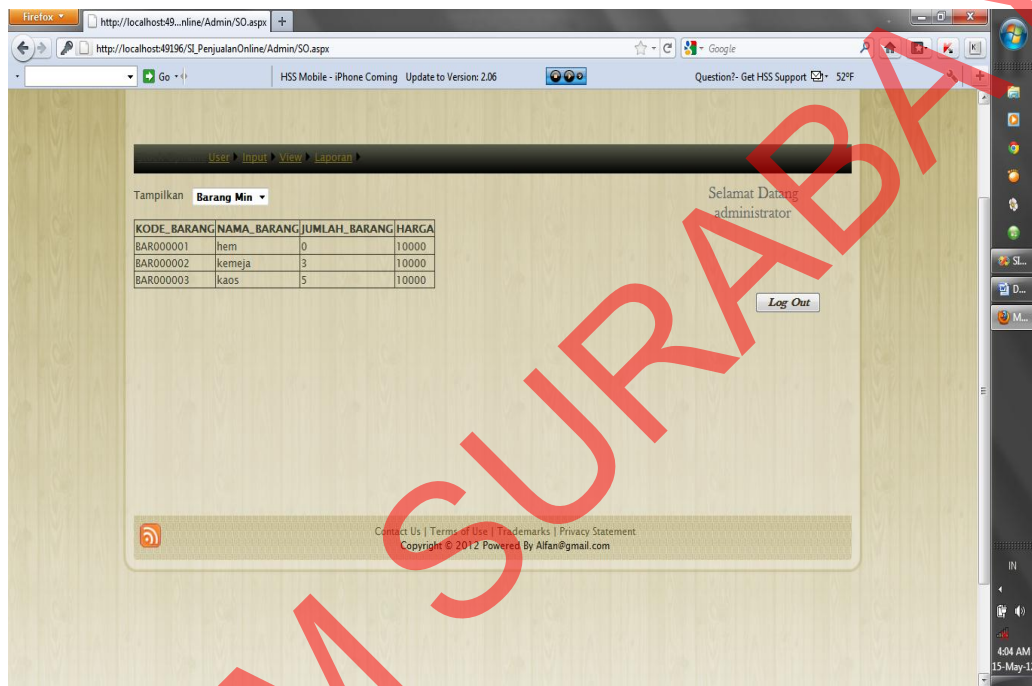 Firefox
http://localhost:49...nline/Admin/SO.aspx +
http://localhost:49196/SI_PenjualanOnline/Admin/SO.aspx
Google
K
Go
HSS Mobile - iPhone Coming Update to Version: 2.06
Question?- Get HSS Support
52°F
User Input View Laporan
Tampilkan Barang Min
Selamat Datang
administrator
KODE_BARANG NAMA_BARANG JUMLAH_BARANG HARGA
BAR000001 hem 0 10000
BAR000002 kemeja 3 10000
BAR000003 kaos 5 10000
Log Out
Contact Us | Terms of Use | Trademarks | Privacy Statement
Copyright © 2012 Powered By Alfan@gmail.com
SI...
D...
M...
IN
4:04 AM
15-May-12
M SURABA